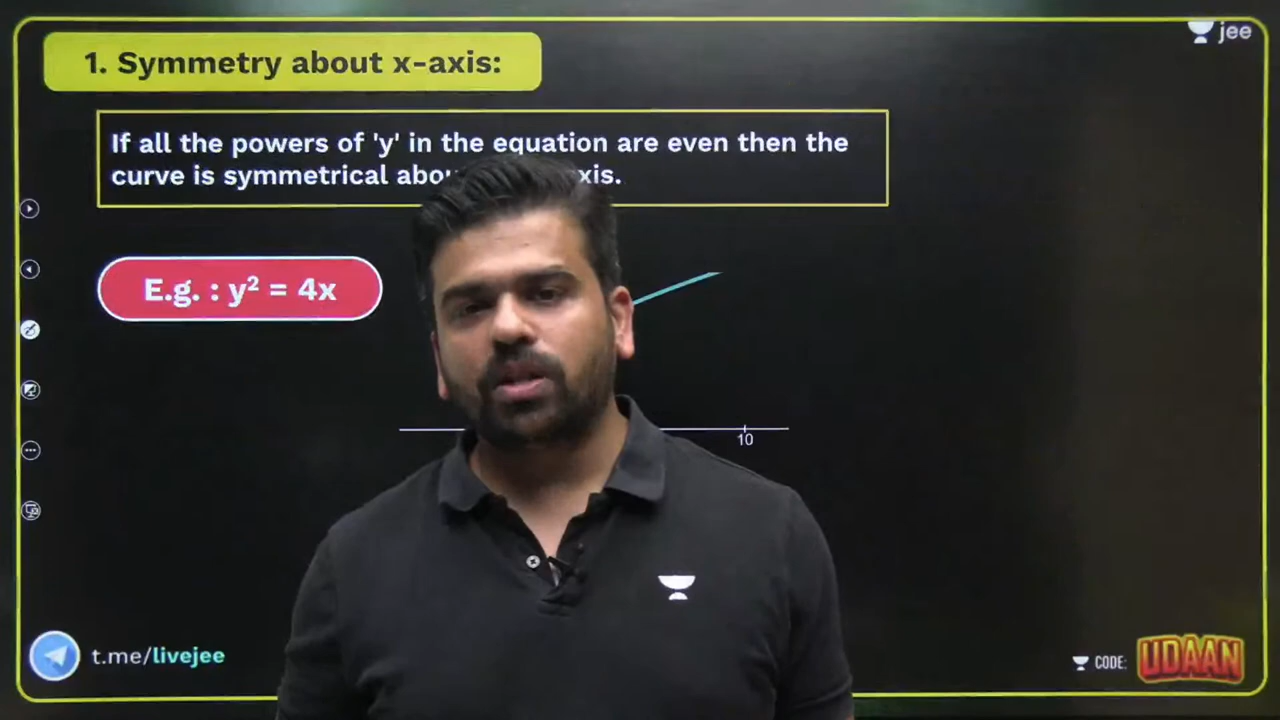 jee
1. Symmetry about x-axis:
If all the powers of 'y' in the equation are even then the
curve is symmetrical xis.
E.g. : y² = 4x
10
t.me/livejee
CODE: UDAAN